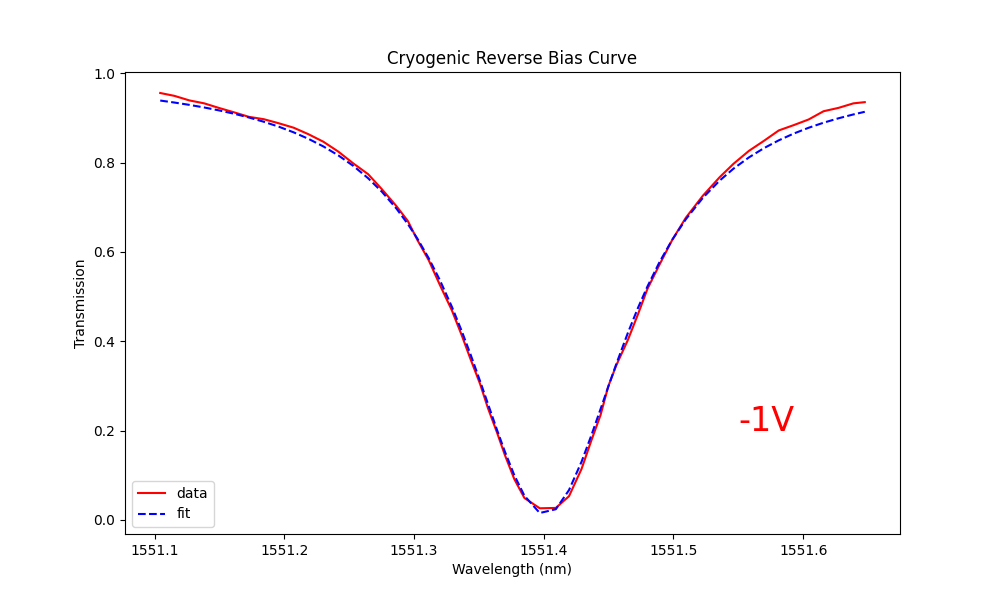 Cryogenic Reverse Bias Curve
1.0
0.8
0.6
0.4
0.2
0.0
Transmission
-1V
data
fit
1551.1 1551.2 1551.3 1551.4 1551.5 1551.6
Wavelength (nm)